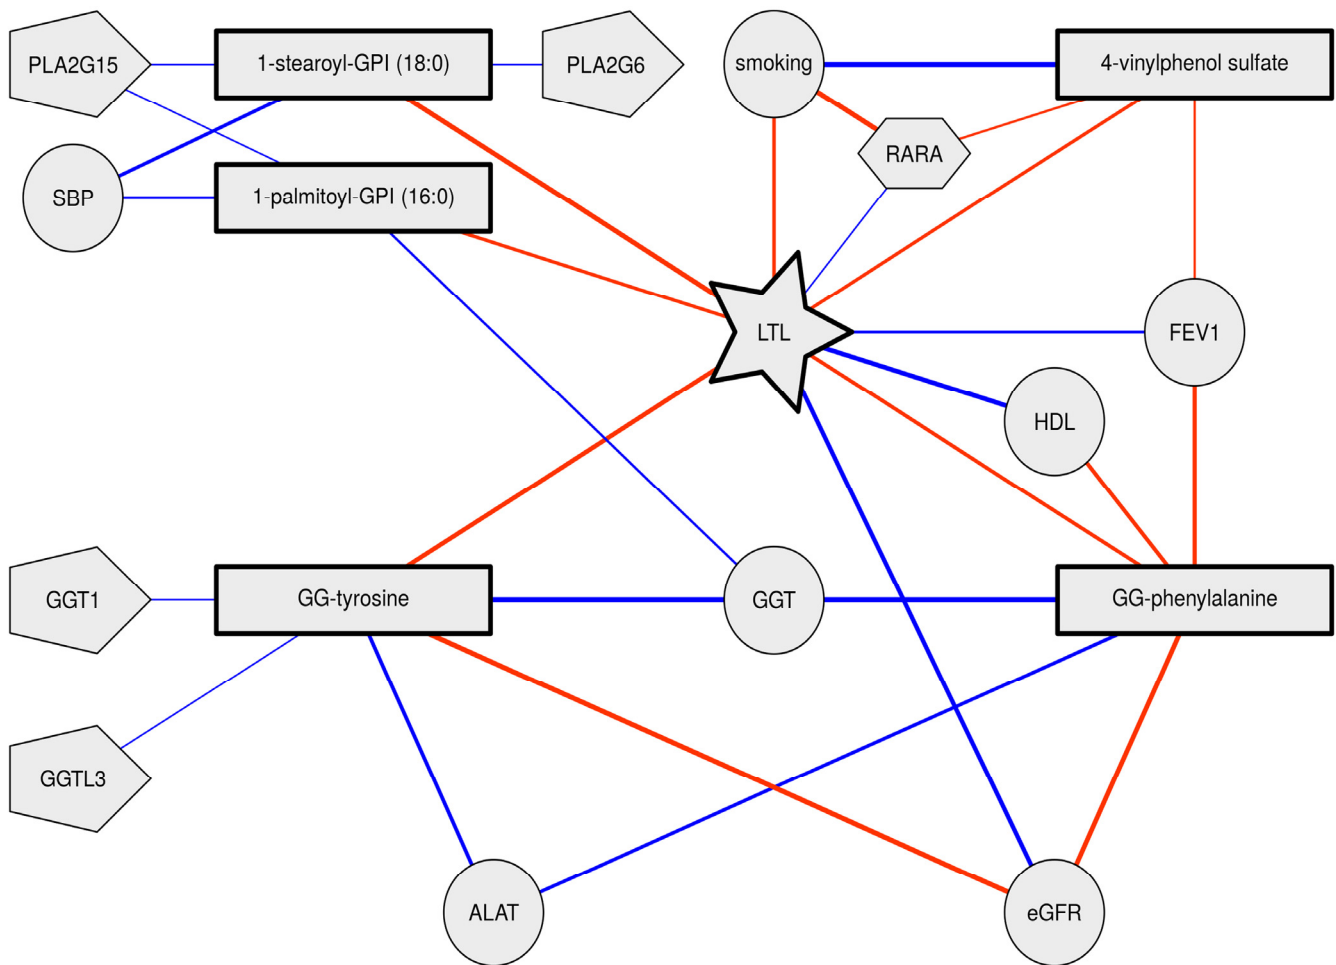 PLA2G15
1-stearoyl-GPI (18:0)
PLA2G6
smoking
4-vinylphenol sulfate
RARA
SBP
1-palmitoyl-GPI (16:0)
LTL
FEV1
HDL
GGT1
GG-tyrosine
GGT
GG-phenylalanine
GGTL3
ALAT
eGFR